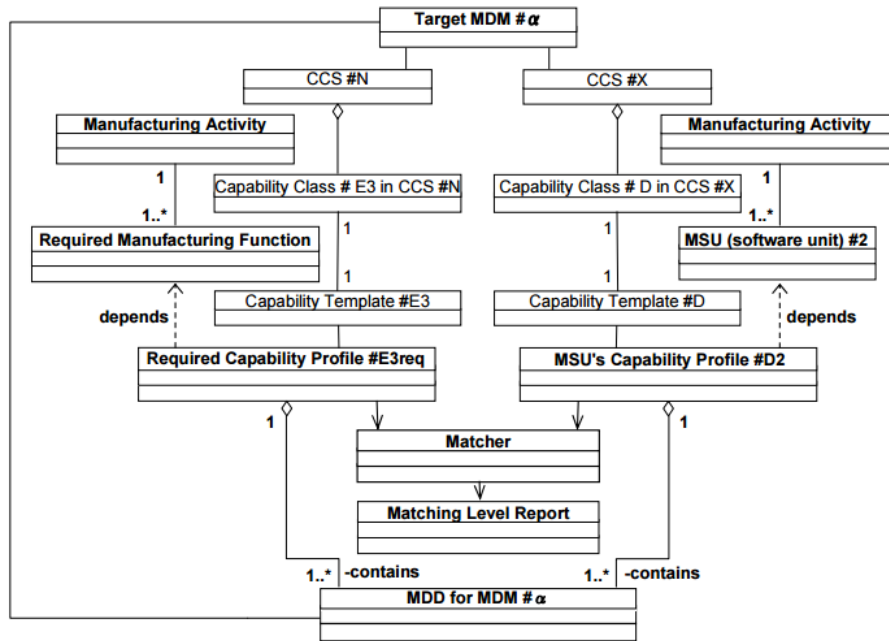 Target MDM #α
CCS #N
CCS #X
Manufacturing Activity
Manufacturing Activity
1
1
Capability Class # E3 in CCS #N
Capability Class # D in CCS #X
1..*
1..*
1
1
Required Manufacturing Function
MSU (software unit) #2
1
1
Capability Template #E3
Capability Template #D
depends
depends
Required Capability Profile #E3req
MSU's Capability Profile #D2
1
1
Matcher
Matching Level Report
1..*
-contains
1..*
-contains
MDD for MDM #α